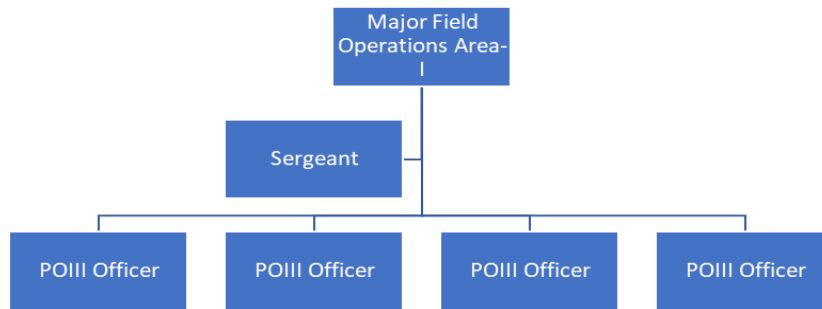 Major Field
Operations Area-
I
Sergeant
POIII Officer
POIII Officer
POIII Officer
POIII Officer